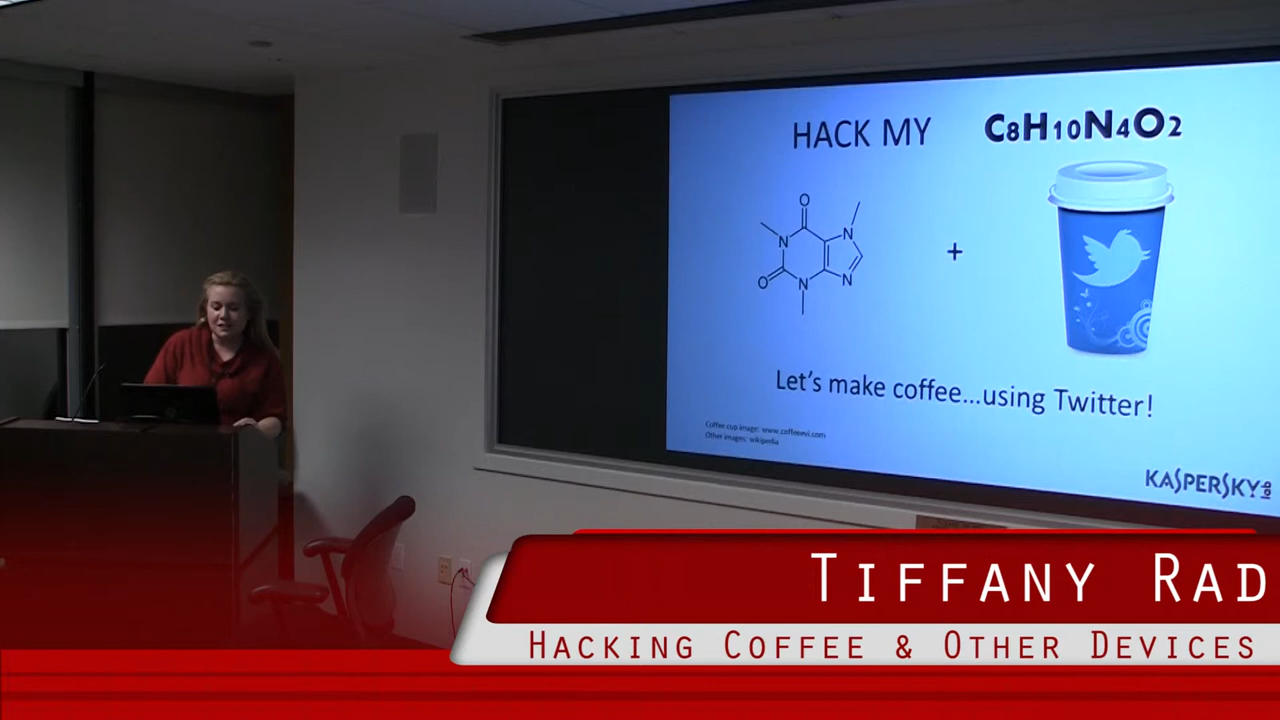 HACK MY C8H10N4O2
O
N
N
O
N
N
+
Let's make coffee...using Twitter!
Coffee cup image: www.coffeeevi.com
Other images: wikipedia
KASPERSKY lab
TIFFANY RAD
HACKING COFFEE & OTHER DEVICES